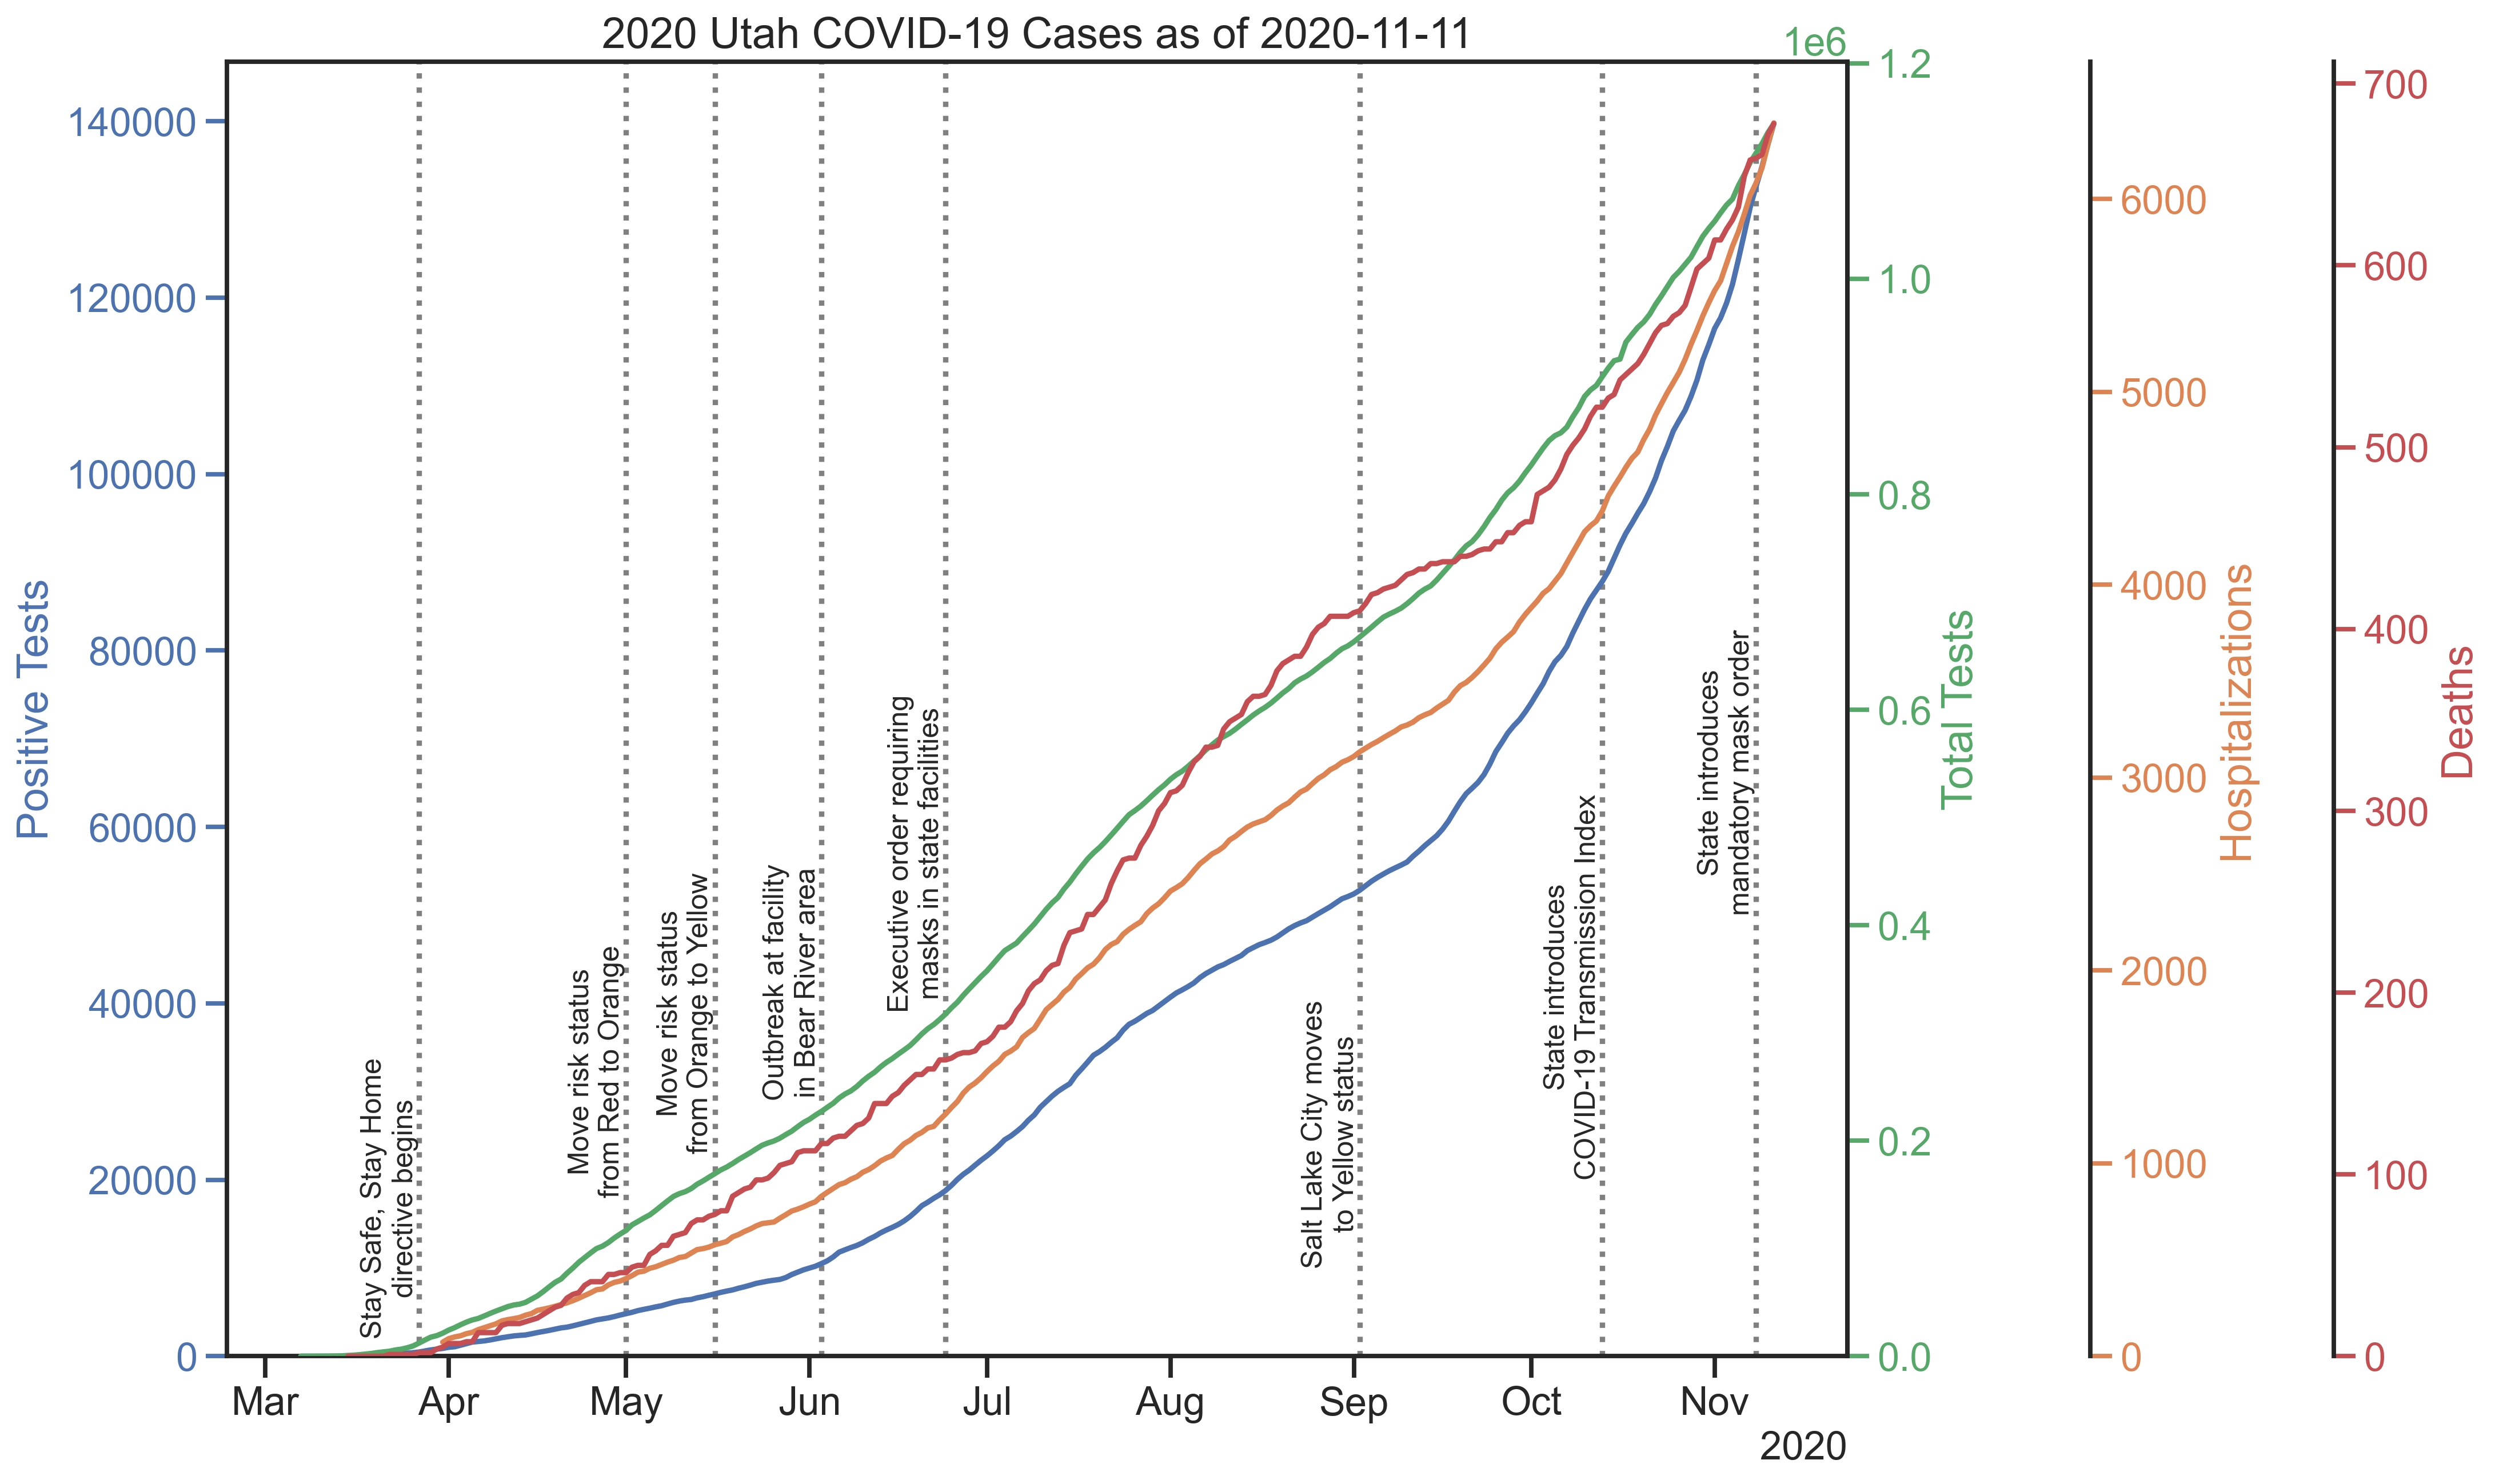 2020 Utah COVID-19 Cases as of 2020-11-11
1e6
Positive Tests
140000
120000
100000
80000
60000
40000
20000
0
Stay Safe, Stay Home
directive begins
Move risk status
from Red to Orange
Move risk status
from Orange to Yellow
Outbreak at facility
in Bear River area
Executive order requiring
masks in state facilities
Salt Lake City moves
to Yellow status
State introduces
COVID-19 Transmission Index
State introduces
mandatory mask order
1.2
1.0
0.8
0.6
0.4
0.2
0.0
Total Tests
6000
5000
4000
3000
2000
1000
0
Hospitalizations
700
600
500
400
300
200
100
0
Deaths
Mar Apr May Jun Jul Aug Sep Oct Nov
2020